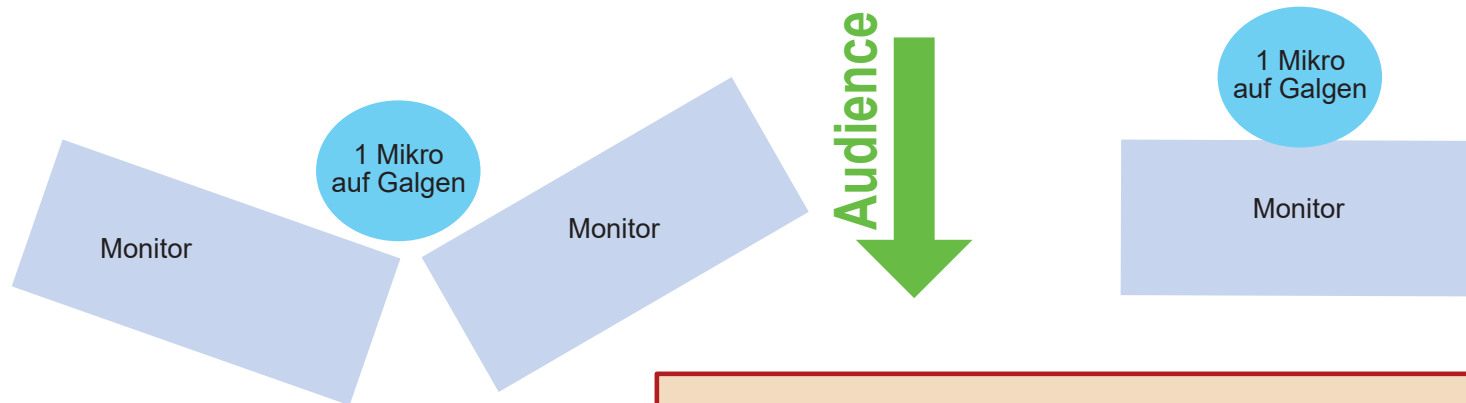 1 Mikro
auf Galgen
Monitor
Monitor
Audience
1 Mikro
auf Galgen
Monitor